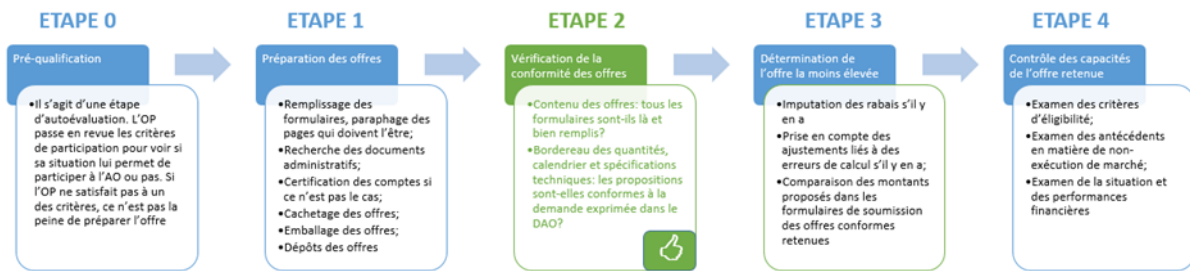 ETAPE 0
Pré-qualification
•Il s'agit d'une étape
d'autoévaluation. L'OP
passe en revue les critères
de participation pour voir si
sa situation lui permet de
participer à l'AO ou pas. Si
l'OP ne satisfait pas à un
des critères, ce n'est pas la
peine de préparer l'offre
ETAPE 1
Préparation des offres
•Remplissage des
formulaires, paraphage des
pages qui doivent l'être;
•Recherche des documents
administratifs;
•Certification des comptes si
ce n'est pas le cas;
•Cachetage des offres;
•Emballage des offres;
•Dépôts des offres
ETAPE 2
Vérification de la
conformité des offres
•Contenu des offres: tous les
formulaires sont-ils là et
bien remplis?
•Bordereau des quantités,
calendrier et spécifications
techniques: les propositions
sont-elles conformes à la
demande exprimée dans le
DAO?
ETAPE 3
Détermination de
l'offre la moins élevée
•Imputation des rabais s'il y
en a
•Prise en compte des
ajustements liés à des
erreurs de calcul s'il y en a;
•Comparaison des montants
proposés dans les
formulaires de soumission
des offres conformes
retenues
ETAPE 4
Contrôle des capacités
de l'offre retenue
•Examen des critères
d'éligibilité;
•Examen des antécédents
en matière de non-
exécution de marché;
•Examen de la situation et
des performances
financières